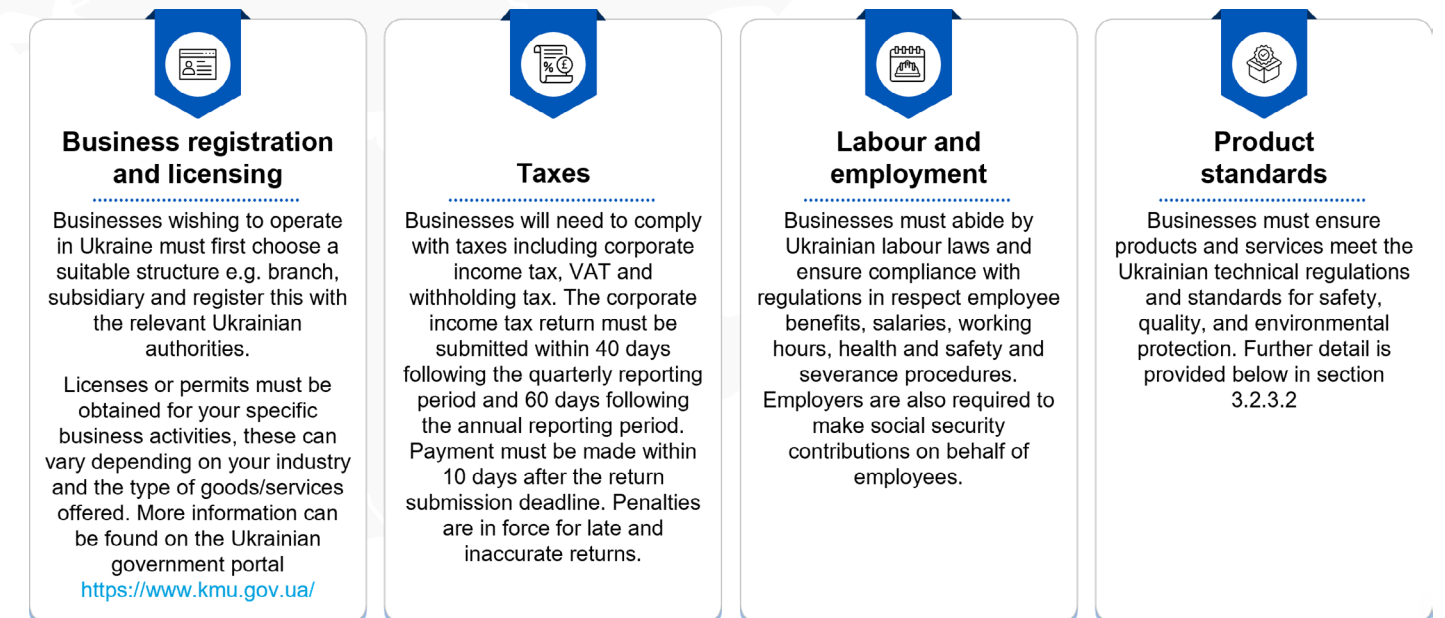 Business registration
and licensing
Businesses wishing to operate
in Ukraine must first choose a
suitable structure e.g. branch,
subsidiary and register this with
the relevant Ukrainian
authorities.
Licenses or permits must be
obtained for your specific
business activities, these can
vary depending on your industry
and the type of goods/services
offered. More information can
be found on the Ukrainian
government portal
https://www.kmu.gov.ua/
% £
Taxes
Businesses will need to comply
with taxes including corporate
income tax, VAT and
withholding tax. The corporate
income tax return must be
submitted within 40 days
following the quarterly reporting
period and 60 days following
the annual reporting period.
Payment must be made within
10 days after the return
submission deadline. Penalties
are in force for late and
inaccurate returns.
Labour and
employment
Businesses must abide by
Ukrainian labour laws and
ensure compliance with
regulations in respect employee
benefits, salaries, working
hours, health and safety and
severance procedures.
Employers are also required to
make social security
contributions on behalf of
employees.
Product
standards
Businesses must ensure
products and services meet the
Ukrainian technical regulations
and standards for safety,
quality, and environmental
protection. Further detail is
provided below in section
3.2.3.2